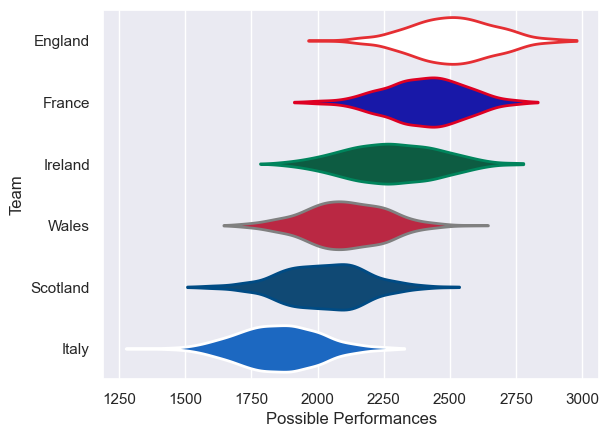 England
France
Ireland
Wales
Scotland
Italy
Team
1250 1500 1750 2000 2250 2500 2750 3000
Possible Performances